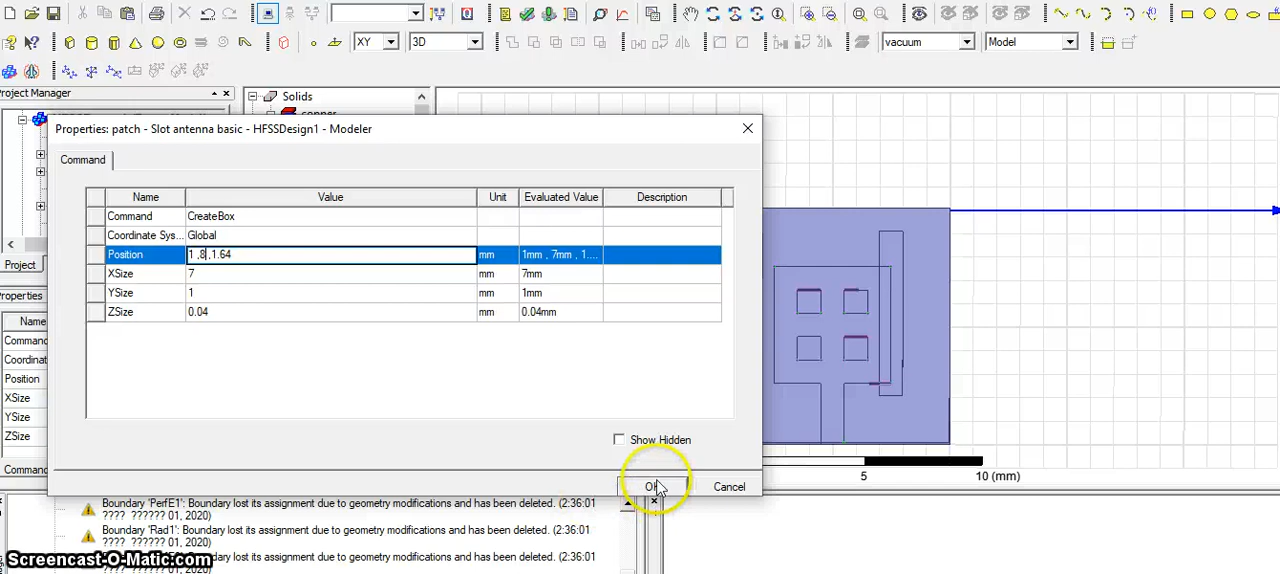 XY
3D
vacuum
Model
Project Manager
Solids
copper
Properties: patch - Slot antenna basic - HFSSDesign1 - Modeler
Command
Name Value Unit Evaluated Value Description
Command CreateBox
Coordinate Sys... Global
Position 1 ,8 ,1.64 mm 1mm , 7mm , 1....
XSize 7 mm 7mm
YSize 1 mm 1mm
ZSize 0.04 mm 0.04mm
Show Hidden
Cancel
Project
Properties
Name
Command
Coordinat
Position
XSize
YSize
ZSize
Command
5 10 (mm)
Boundary 'PerfE1' lost its assignment due to geometry modifications and has been deleted. (2:36:01
???? ?????? 01, 2020)
Boundary 'Rad1' lost its assignment due to geometry modifications and has been deleted. (2:36:01
???? ?????? 01, 2020)
Boundary lost its assignment due to geometry modifications and has been deleted. (2:36:01
?????? 01, 2020)
Screencast-O-Matic.com